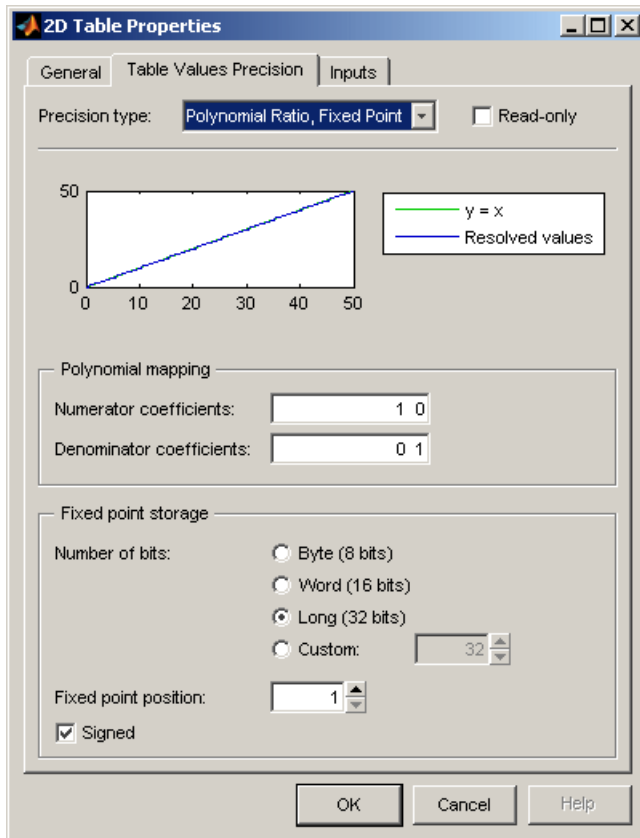 2D Table Properties
General Table Values Precision Inputs
Precision type: Polynomial Ratio, Fixed Point Read-only
50
0
0 10 20 30 40 50
y = x
Resolved values
Polynomial mapping
Numerator coefficients: 1 0
Denominator coefficients: 0 1
Fixed point storage
Number of bits: Byte (8 bits)
Word (16 bits)
Long (32 bits)
Custom: 32
Fixed point position: 1
Signed
OK Cancel Help